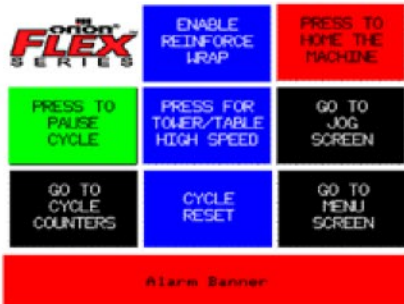 orion
FLEX
SERIES
ENABLE
REINFORCE
WRAP
PRESS TO
HOME THE
MACHINE
PRESS TO
PAUSE
CYCLE
PRESS FOR
TOWER/TABLE
HIGH SPEED
GO TO
JOG
SCREEN
GO TO
CYCLE
COUNTERS
CYCLE
RESET
GO TO
MENU
SCREEN
Alarm Banner